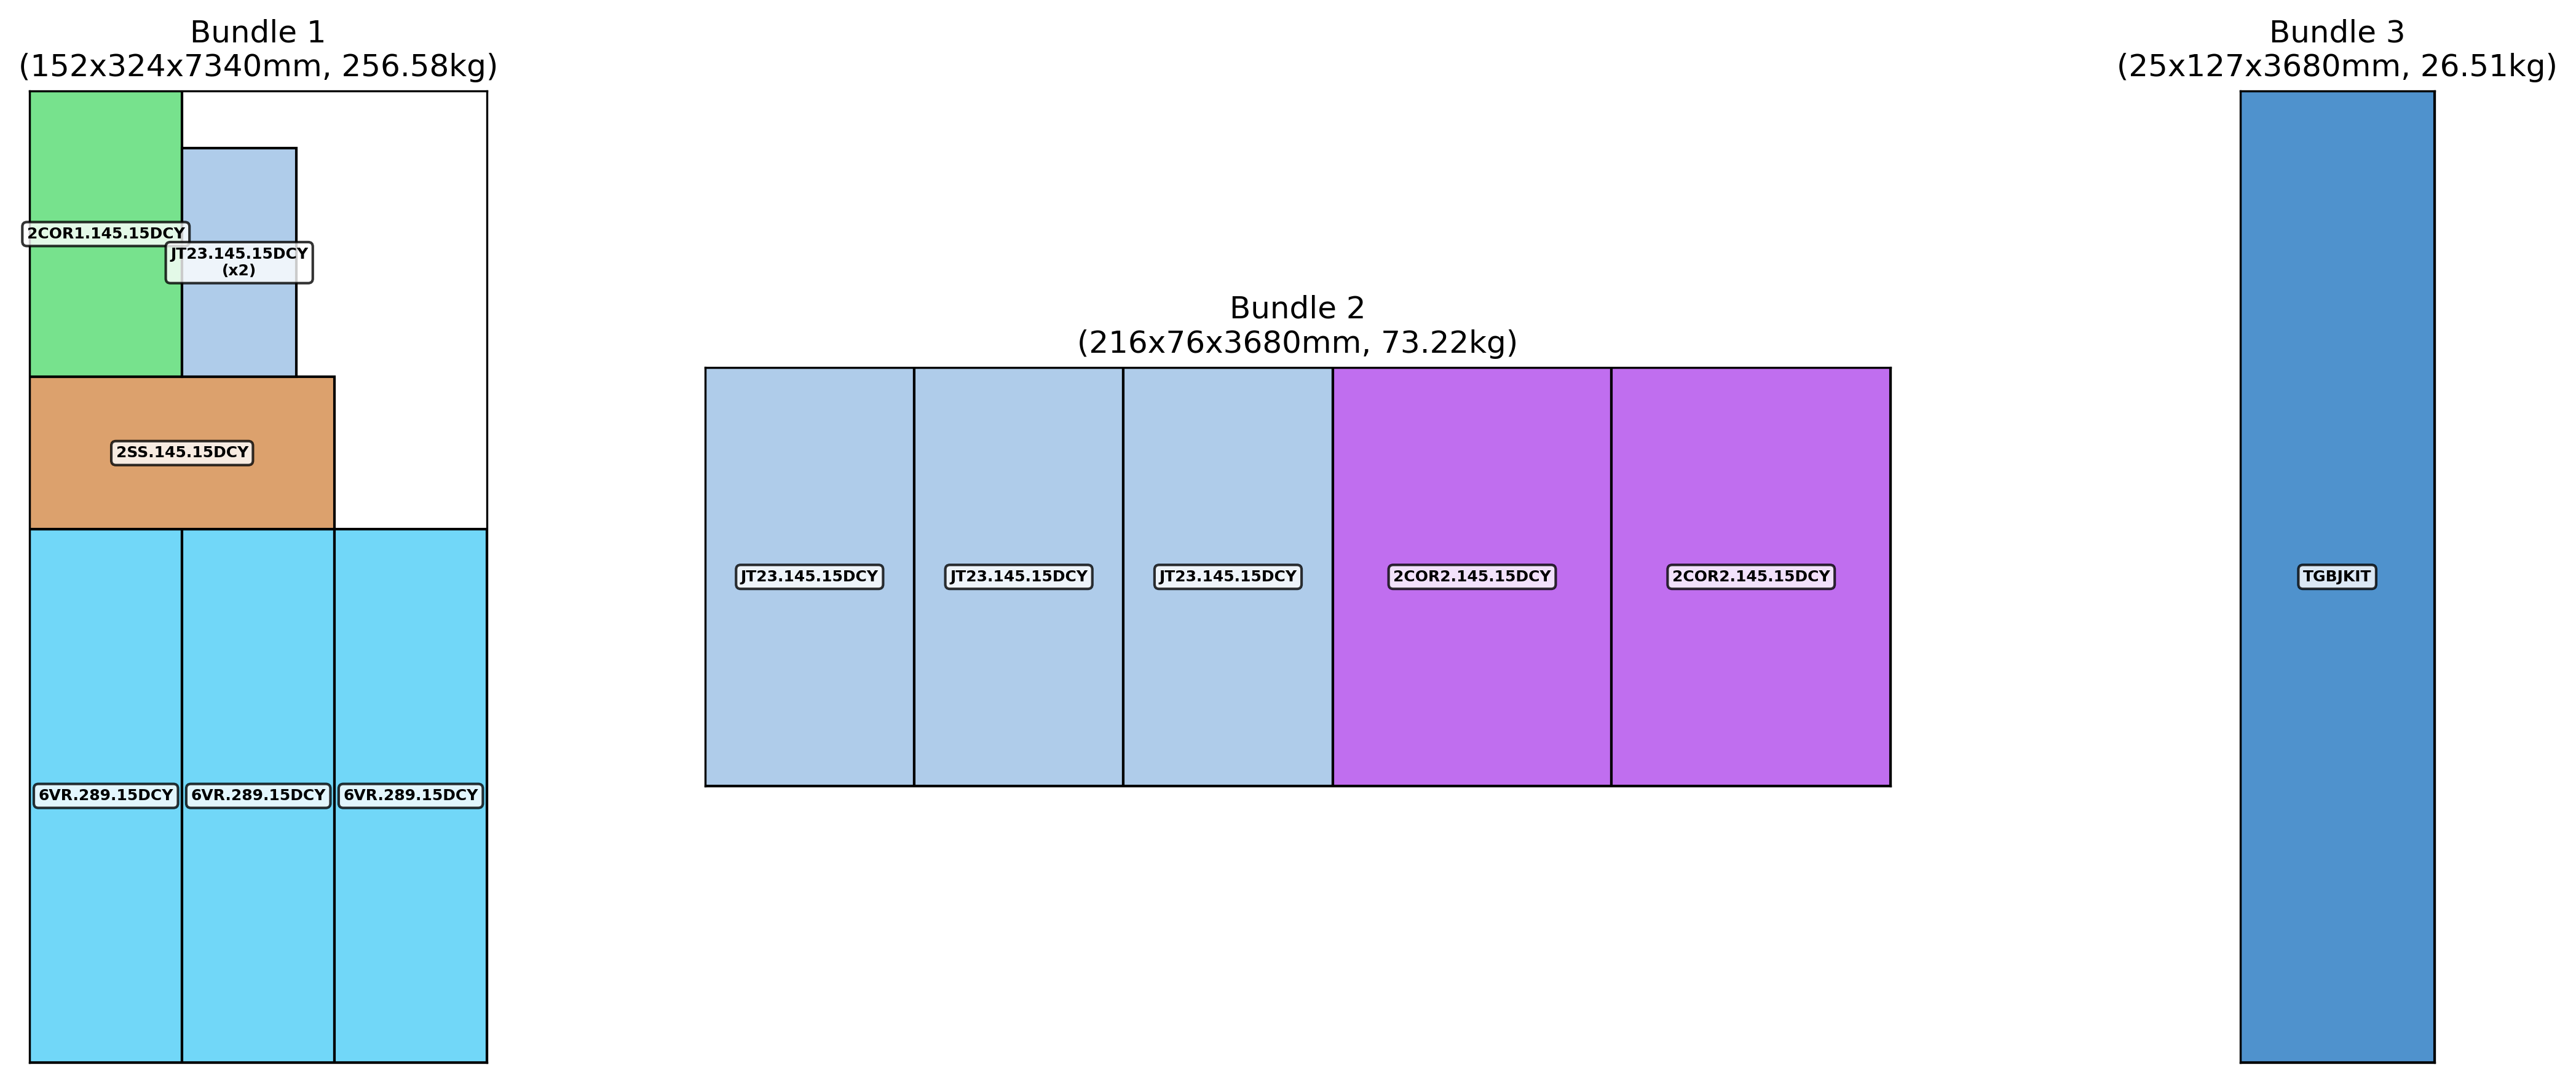 Bundle 1
(152x324x7340mm, 256.58kg)
2COR1.145.15DCY
JT23.145.15DCY
(x2)
2SS.145.15DCY
6VR.289.15DCY
6VR.289.15DCY
6VR.289.15DCY
Bundle 2
(216x76x3680mm, 73.22kg)
JT23.145.15DCY
JT23.145.15DCY
JT23.145.15DCY
2COR2.145.15DCY
2COR2.145.15DCY
Bundle 3
(25x127x3680mm, 26.51kg)
TGBJKIT